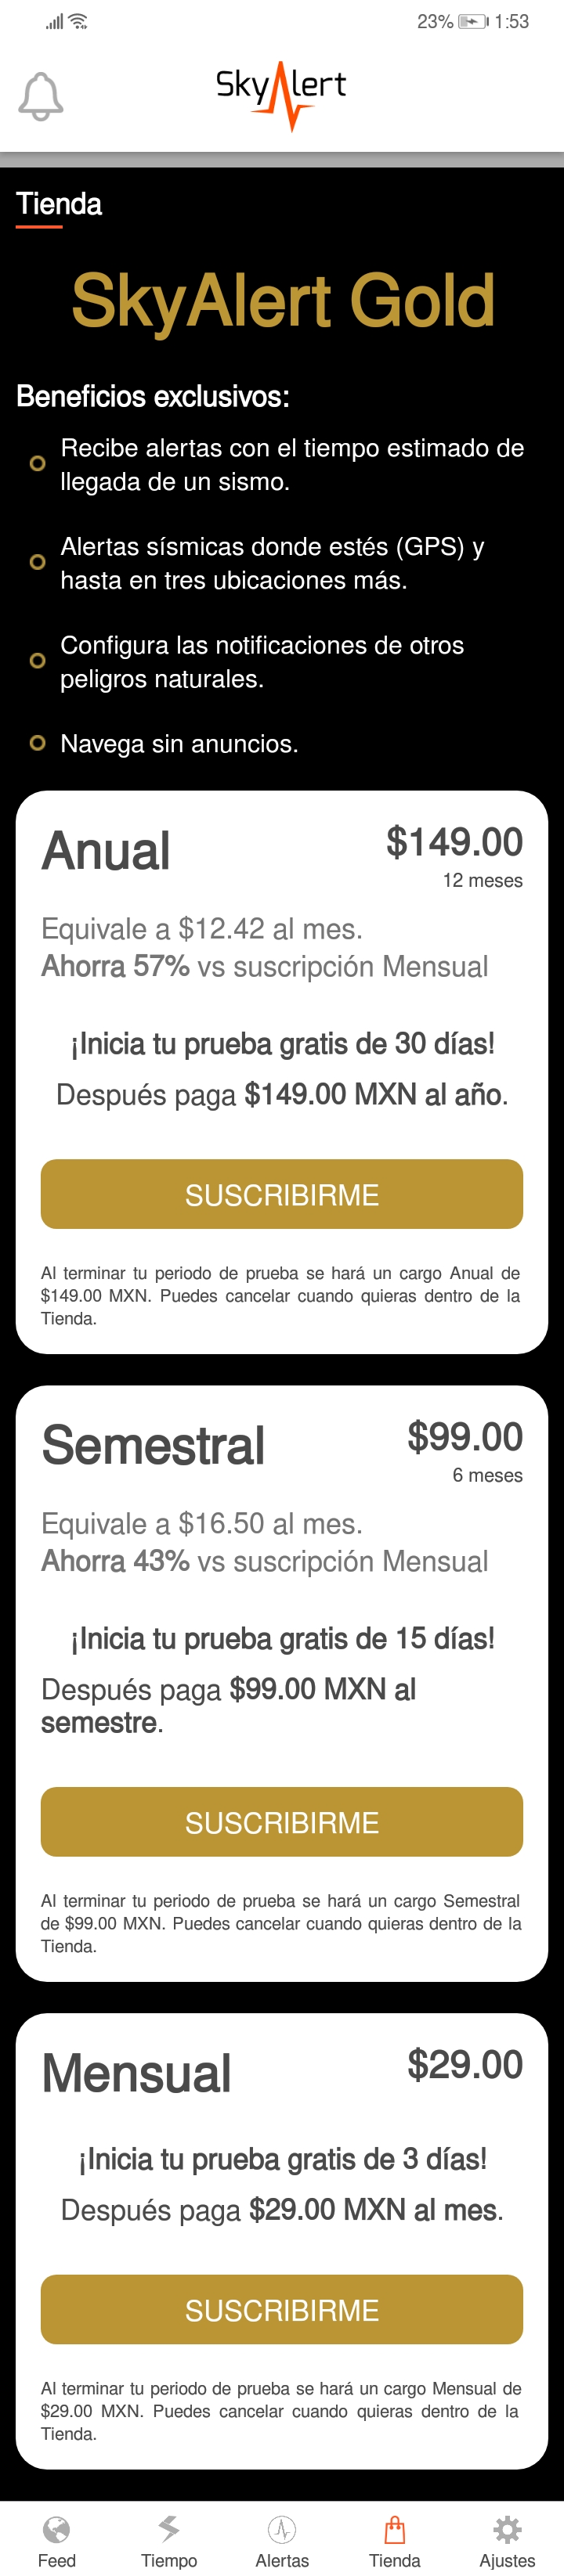 23% 1:53
SkyAlert
Tienda
SkyAlert Gold
Beneficios exclusivos:
Recibe alertas con el tiempo estimado de
llegada de un sismo.
Alertas sísmicas donde estés (GPS) y
hasta en tres ubicaciones más.
Configura las notificaciones de otros
peligros naturales.
Navega sin anuncios.
Anual $149.00
12 meses
Equivale a $12.42 al mes.
Ahorra 57% vs suscripción Mensual
¡Inicia tu prueba gratis de 30 días!
Después paga $149.00 MXN al año.
SUSCRIBIRME
Al terminar tu periodo de prueba se hará un cargo Anual de
$149.00 MXN. Puedes cancelar cuando quieras dentro de la
Tienda.
Semestral $99.00
6 meses
Equivale a $16.50 al mes.
Ahorra 43% vs suscripción Mensual
¡Inicia tu prueba gratis de 15 días!
Después paga $99.00 MXN al
semestre.
SUSCRIBIRME
Al terminar tu periodo de prueba se hará un cargo Semestral
de $99.00 MXN. Puedes cancelar cuando quieras dentro de la
Tienda.
Mensual $29.00
¡Inicia tu prueba gratis de 3 días!
Después paga $29.00 MXN al mes.
SUSCRIBIRME
Al terminar tu periodo de prueba se hará un cargo Mensual de
$29.00 MXN. Puedes cancelar cuando quieras dentro de la
Tienda.
Feed Tiempo Alertas Tienda Ajustes